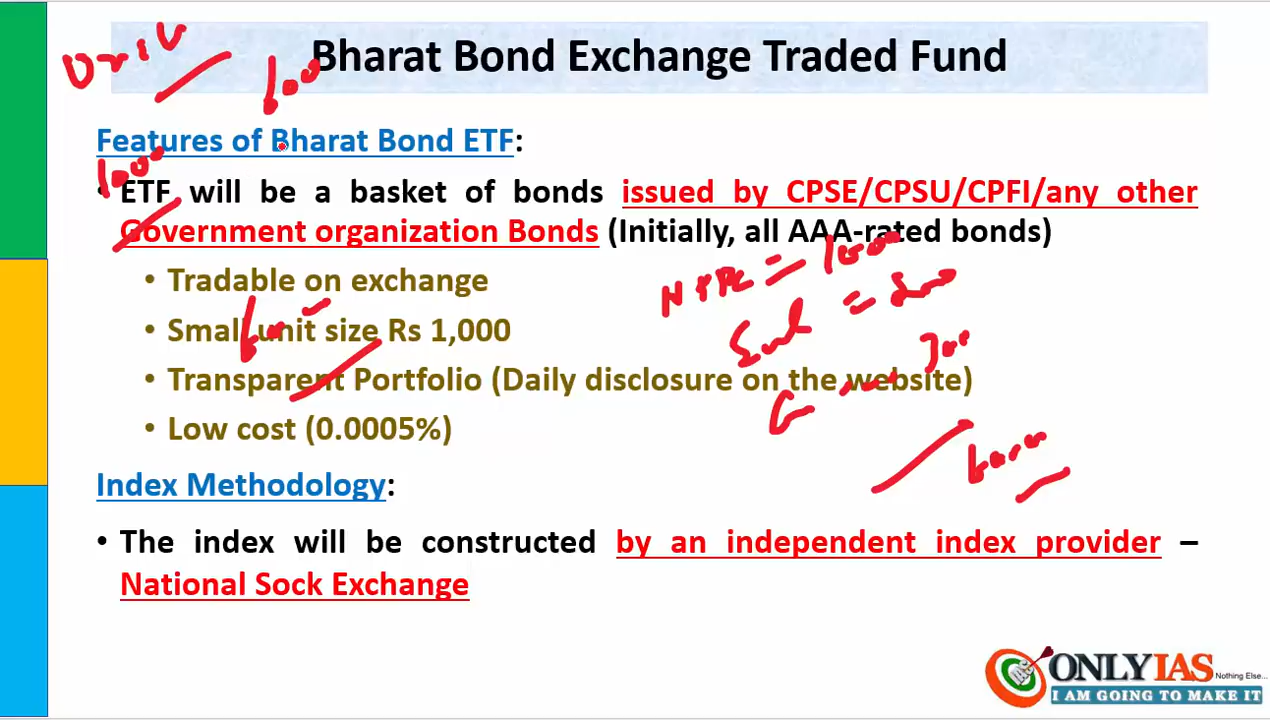 Bharat Bond Exchange Traded Fund
Features of Bharat Bond ETF:
• ETF will be a basket of bonds issued by CPSE/CPSU/CPFI/any other
Government organization Bonds (Initially, all AAA-rated bonds)
• Tradable on exchange
• Small unit size Rs 1,000
• Transparent Portfolio (Daily disclosure on the website)
• Low cost (0.0005%)
Index Methodology:
• The index will be constructed by an independent index provider –
National Sock Exchange
ONLYIAS
Nothing Else...
I AM GOING TO MAKE IT